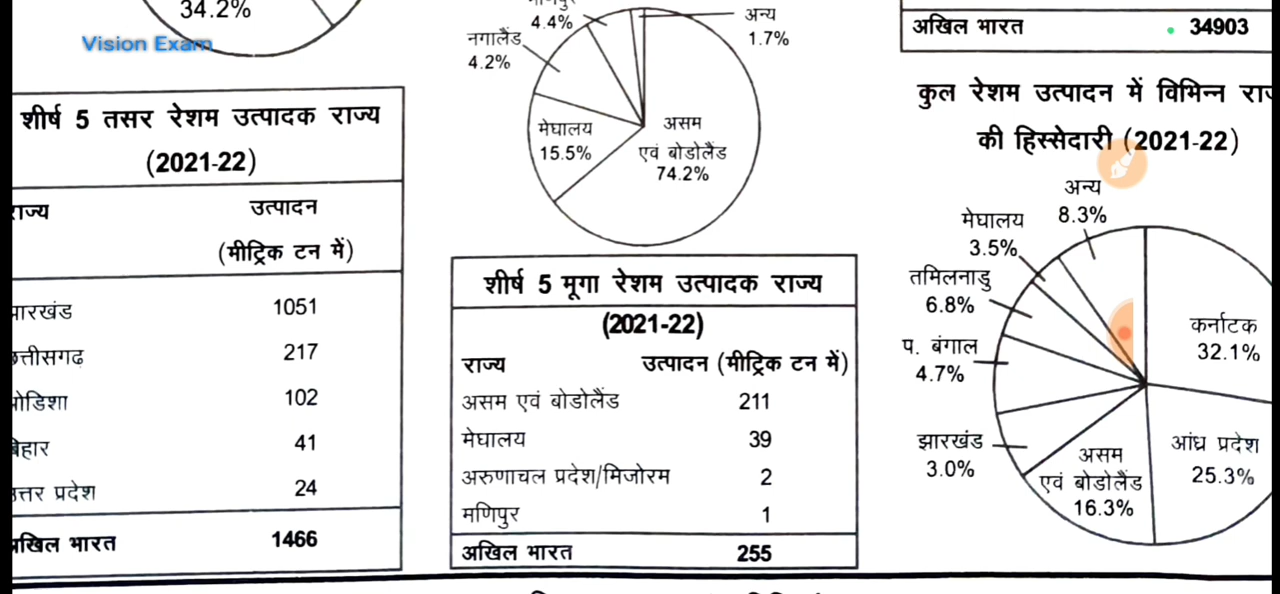 34.2%
Vision Exam
4.4%
नगालैंड
4.2%
अन्य
1.7%
मेघालय
15.5%
असम
एवं बोडोलैंड
74.2%
अखिल भारत 34903
शीर्ष 5 तसर रेशम उत्पादक राज्य
(2021-22)
राज्य उत्पादन
(मीट्रिक टन में)
1051
217
102
41
24
अखिल भारत 1466
शीर्ष 5 मूगा रेशम उत्पादक राज्य
(2021-22)
राज्य उत्पादन (मीट्रिक टन में)
असम एवं बोडोलैंड 211
मेघालय 39
अरुणाचल प्रदेश/मिजोरम 2
मणिपुर 1
अखिल भारत 255
कुल रेशम उत्पादन में विभिन्न
की हिस्सेदारी (2021-22)
अन्य
8.3%
मेघालय
3.5%
तमिलनाडु
6.8%
प. बंगाल
4.7%
झारखंड
3.0%
असम
एवं बोडोलैंड
16.3%
आंध्र प्रदेश
25.3%
कर्नाटक
32.1%